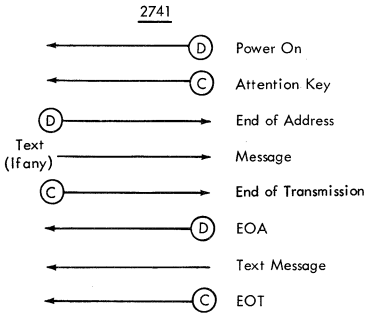 2741
D Power On
C Attention Key
D End of Address
Text
(If any) Message
C End of Transmission
D EOA
Text Message
C EOT